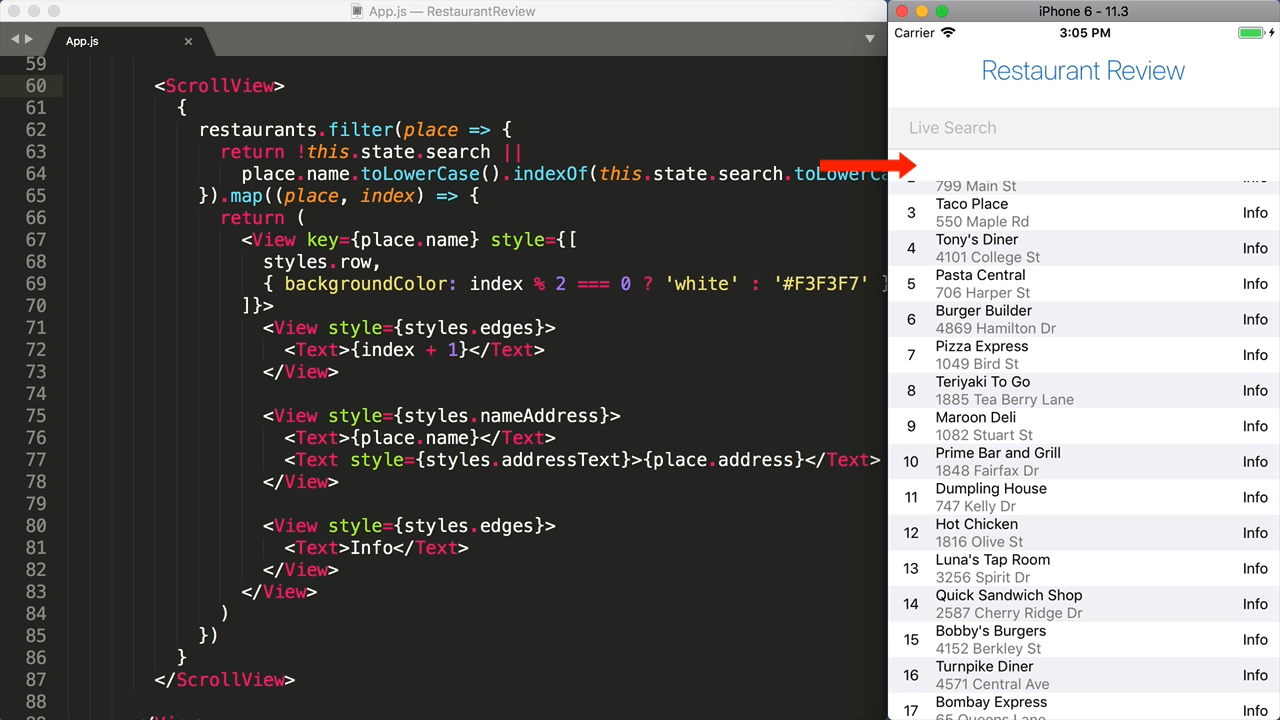 App.js — RestaurantReview
App.js
59
60 <ScrollView>
61 {
62 restaurants.filter(place => {
63 return !this.state.search ||
64 place.name.toLowerCase().indexOf(this.state.search.toLowerCa
65 }).map((place, index) => {
66 return (
67 <View key={place.name} style={[
68 styles.row,
69 { backgroundColor: index % 2 === 0 ? 'white' : '#F3F3F7' }
70 ]}>
71 <View style={styles.edges}>
72 <Text>{index + 1}</Text>
73 </View>
74
75 <View style={styles.nameAddress}>
76 <Text>{place.name}</Text>
77 <Text style={styles.addressText}>{place.address}</Text>
78 </View>
79
80 <View style={styles.edges}>
81 <Text>Info</Text>
82 </View>
83 </View>
84 )
85 })
86 }
87 </ScrollView>
88
iPhone 6 - 11.3
Carrier 3:05 PM
Restaurant Review
Live Search
799 Main St
3 Taco Place Info
550 Maple Rd
4 Tony's Diner Info
4101 College St
5 Pasta Central Info
706 Harper St
6 Burger Builder Info
4869 Hamilton Dr
7 Pizza Express Info
1049 Bird St
8 Teriyaki To Go Info
1885 Tea Berry Lane
9 Maroon Deli Info
1082 Stuart St
10 Prime Bar and Grill Info
1848 Fairfax Dr
11 Dumpling House Info
747 Kelly Dr
12 Hot Chicken Info
1816 Olive St
13 Luna's Tap Room Info
3256 Spirit Dr
14 Quick Sandwich Shop Info
2587 Cherry Ridge Dr
15 Bobby's Burgers Info
4152 Berkley St
16 Turnpike Diner Info
4571 Central Ave
17 Bombay Express Info
65 Queens Lane